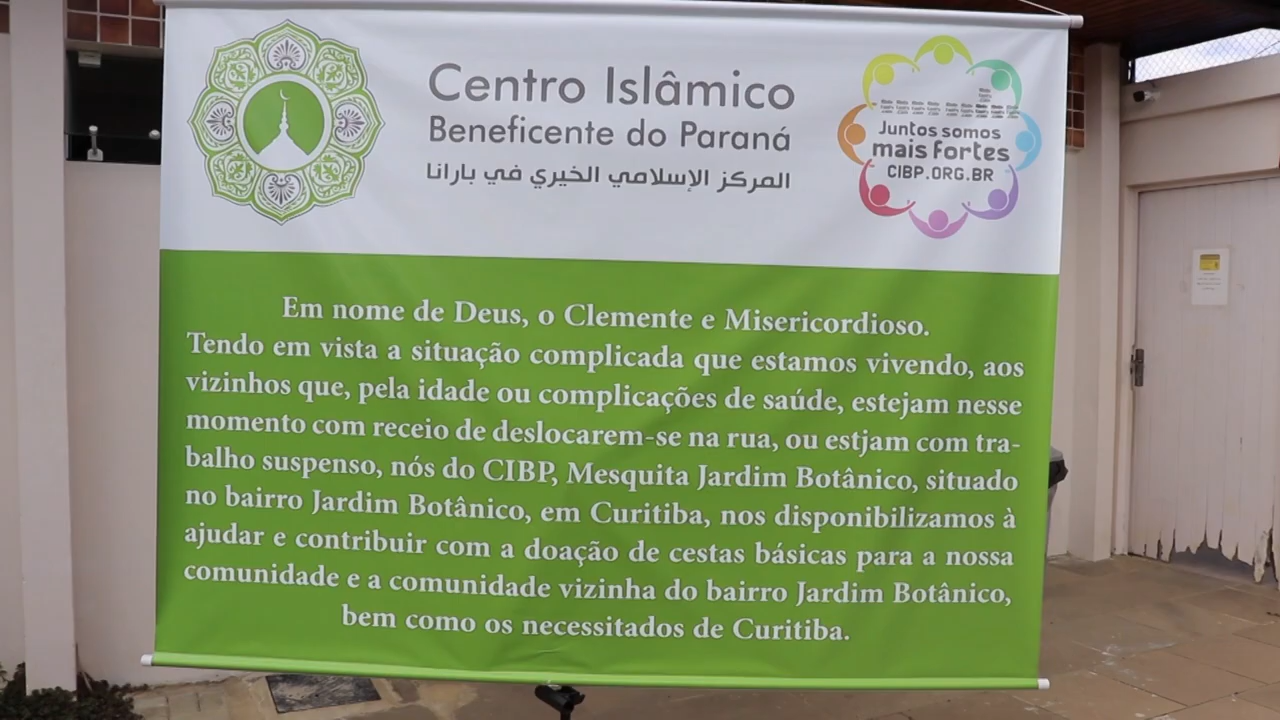 Centro Islâmico
Beneficente do Paraná
المركز الإسلامي الخيري في بارانا
Juntos somos
mais fortes
CIBP.ORG.BR
Em nome de Deus, o Clemente e Misericordioso.
Tendo em vista a situação complicada que estamos vivendo, aos
vizinhos que, pela idade ou complicações de saúde, estejam nesse
momento com receio de deslocarem-se na rua, ou estjam com tra-
balho suspenso, nós do CIBP, Mesquita Jardim Botânico, situado
no bairro Jardim Botânico, em Curitiba, nos disponibilizamos à
ajudar e contribuir com a doação de cestas básicas para a nossa
comunidade e a comunidade vizinha do bairro Jardim Botânico,
bem como os necessitados de Curitiba.